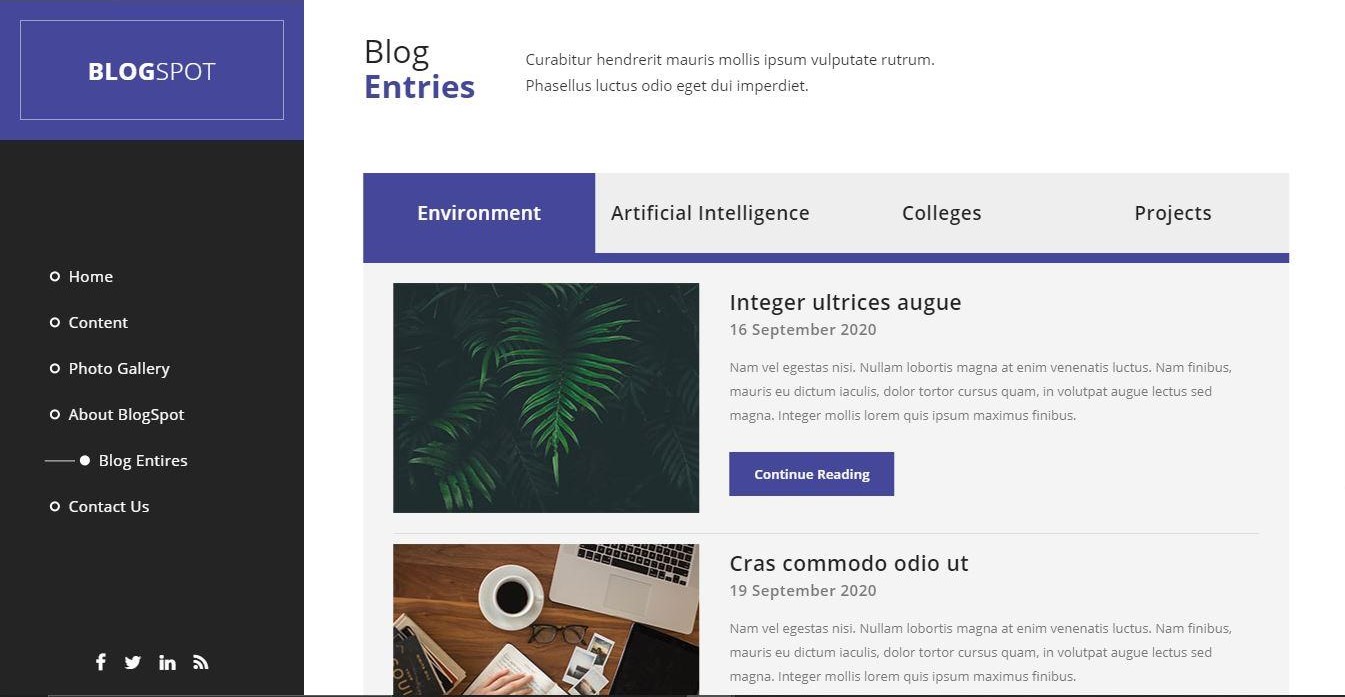 BLOGSPOT
Home
Content
Photo Gallery
About BlogSpot
Blog Entires
Contact Us
Blog
Entries
Curabitur hendrerit mauris mollis ipsum vulputate rutrum.
Phasellus luctus odio eget dui imperdiet.
Environment
Artificial Intelligence
Colleges
Projects
Integer ultrices augue
16 September 2020
Nam vel egestas nisi. Nullam lobortis magna at enim venenatis luctus. Nam finibus,
mauris eu dictum iaculis, dolor tortor cursus quam, in volutpat augue lectus sed
magna. Integer mollis lorem quis ipsum maximus finibus.
Continue Reading
Cras commodo odio ut
19 September 2020
Nam vel egestas nisi. Nullam lobortis magna at enim venenatis luctus. Nam finibus,
mauris eu dictum iaculis, dolor tortor cursus quam, in volutpat augue lectus sed
magna. Integer mollis lorem quis ipsum maximus finibus.